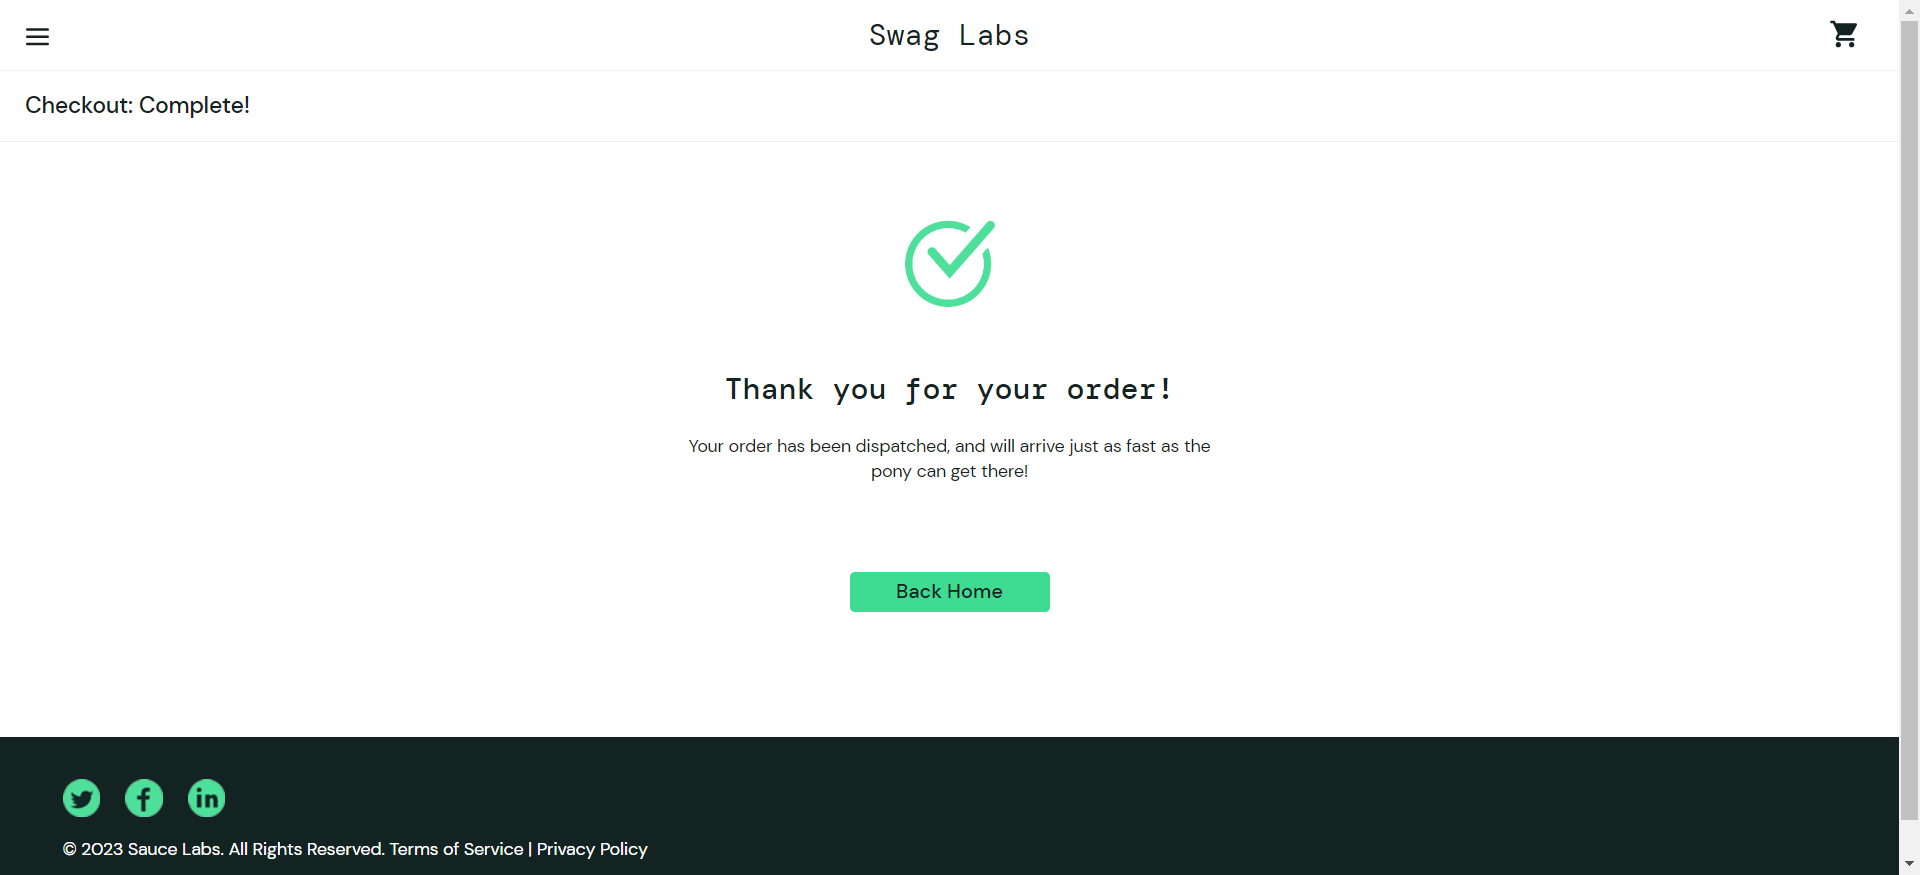 Swag Labs
Checkout: Complete!
Thank you for your order!
Your order has been dispatched, and will arrive just as fast as the
pony can get there!
Back Home
© 2023 Sauce Labs. All Rights Reserved. Terms of Service | Privacy Policy